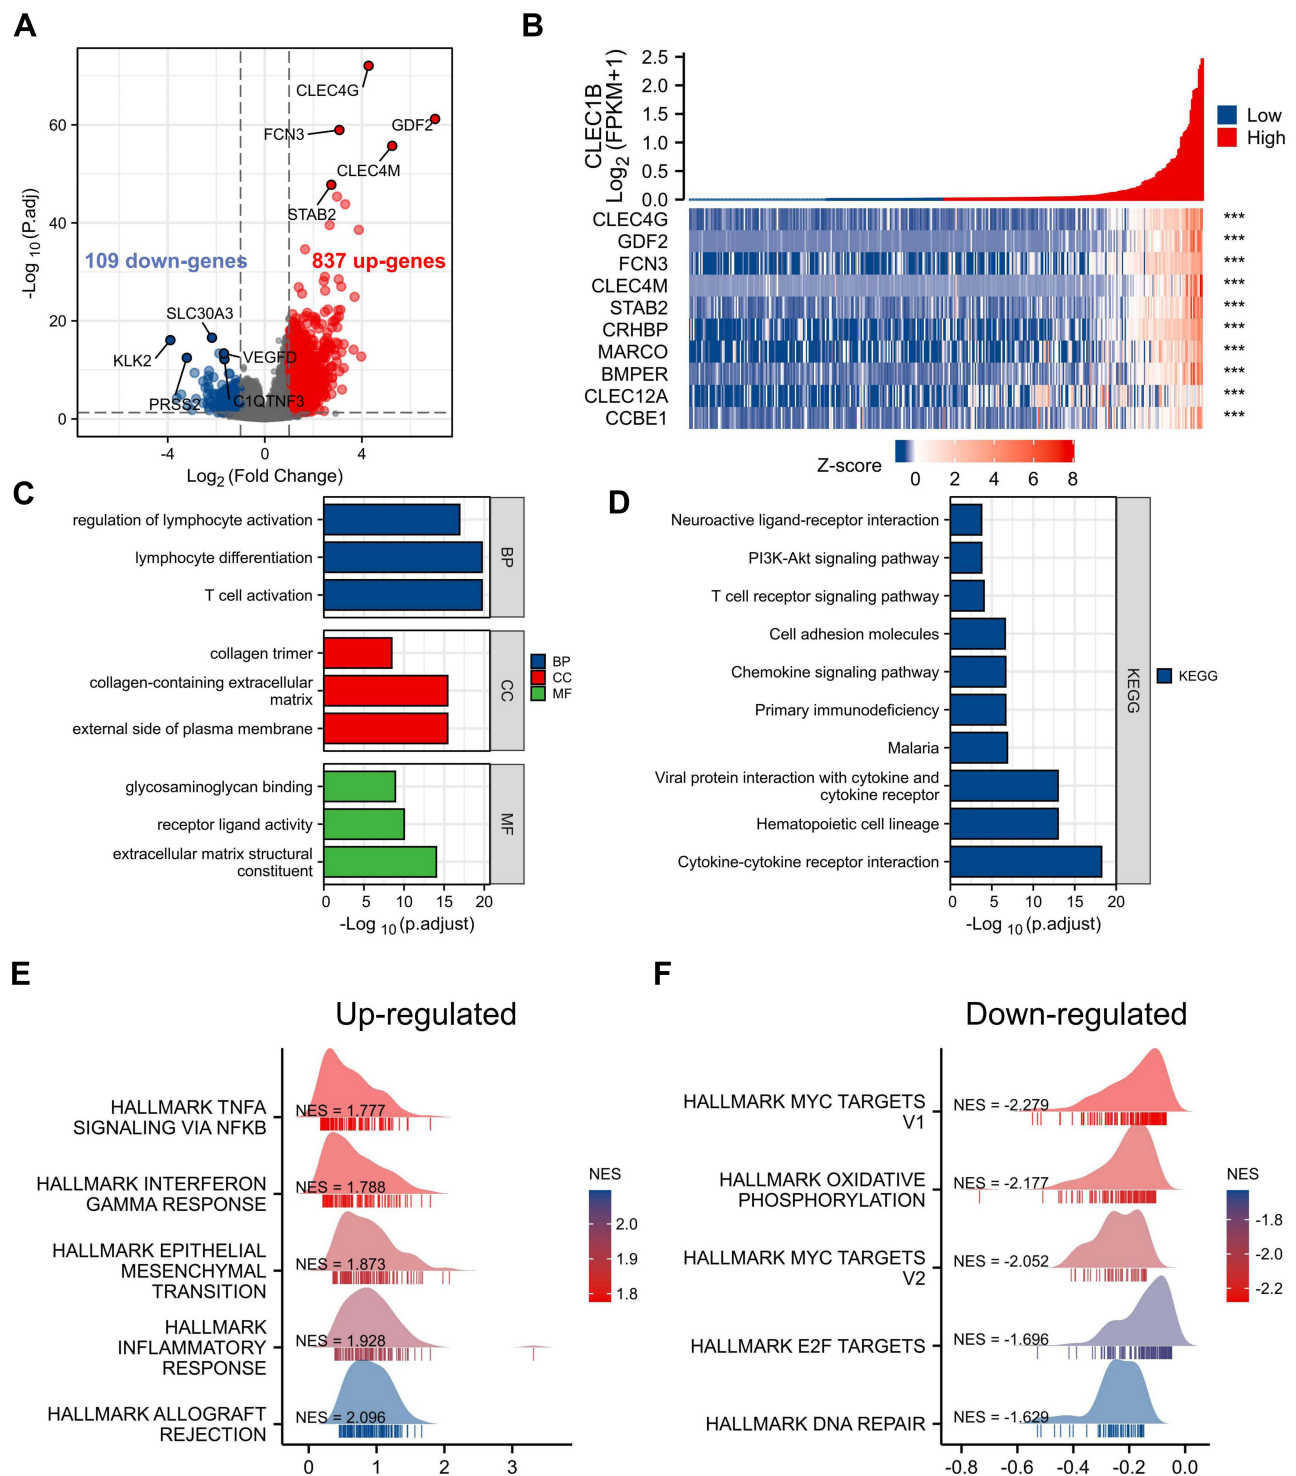 A
-Log 10 (P.adj)
60
40
20
0
CLEC4G
GDF2
FCN3
CLEC4M
STAB2
109 down-genes
837 up-genes
SLC30A3
KLK2
VEGFD
PRSS2
C1QTNF3
-4
0
4
Log2 (Fold Change)
B
CLEC1B
Log2 (FPKM+1)
2.5
2.0
1.5
1.0
0.5
0.0
Low
High
CLEC4G ***
GDF2 ***
FCN3 ***
CLEC4M ***
STAB2 ***
CRHBP ***
MARCO ***
BMPER ***
CLEC12A ***
CCBE1 ***
Z-score
0 2 4 6 8
C
regulation of lymphocyte activation
lymphocyte differentiation
T cell activation
BP
collagen trimer
collagen-containing extracellular
matrix
external side of plasma membrane
CC
glycosaminoglycan binding
receptor ligand activity
extracellular matrix structural
constituent
MF
BP
CC
MF
0 5 10 15 20
-Log 10 (p.adjust)
D
Neuroactive ligand-receptor interaction
PI3K-Akt signaling pathway
T cell receptor signaling pathway
Cell adhesion molecules
Chemokine signaling pathway
Primary immunodeficiency
Malaria
Viral protein interaction with cytokine and
cytokine receptor
Hematopoietic cell lineage
Cytokine-cytokine receptor interaction
KEGG
KEGG
0 5 10 15 20
-Log 10 (p.adjust)
E
Up-regulated
HALLMARK TNFA
SIGNALING VIA NFKB
NES = 1.777
HALLMARK INTERFERON
GAMMA RESPONSE
NES = 1.788
HALLMARK EPITHELIAL
MESENCHYMAL
TRANSITION
NES = 1.873
HALLMARK
INFLAMMATORY
RESPONSE
NES = 1.928
HALLMARK ALLOGRAFT
REJECTION
NES = 2.096
0 1 2 3
NES
2.0
1.9
1.8
F
Down-regulated
HALLMARK MYC TARGETS
V1
NES = -2.279
HALLMARK OXIDATIVE
PHOSPHORYLATION
NES = -2.177
HALLMARK MYC TARGETS
V2
NES = -2.052
HALLMARK E2F TARGETS
NES = -1.696
HALLMARK DNA REPAIR
NES = -1.629
-0.8 -0.6 -0.4 -0.2 0.0
NES
-1.8
-2.0
-2.2